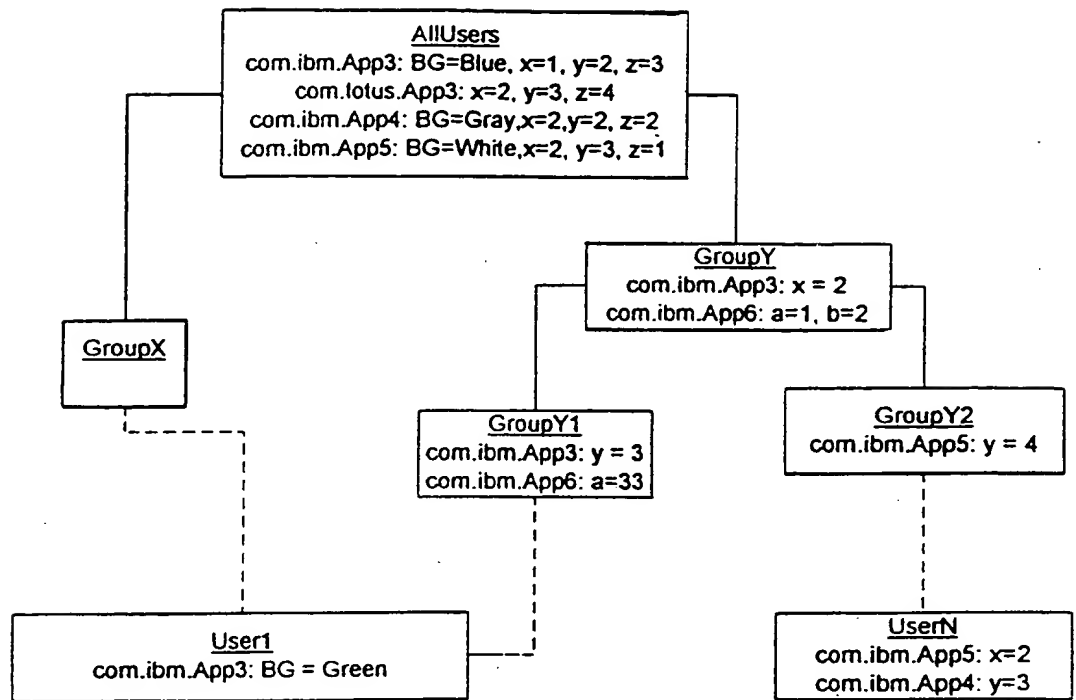 AllUsers
com.ibm.App3: BG=Blue, x=1, y=2, z=3
com.lotus.App3: x=2, y=3, z=4
com.ibm.App4: BG=Gray,x=2,y=2, z=2
com.ibm.App5: BG=White,x=2, y=3, z=1
GroupY
com.ibm.App3: x = 2
com.ibm.App6: a=1, b=2
GroupX
GroupY1
com.ibm.App3: y = 3
com.ibm.App6: a=33
GroupY2
com.ibm.App5: y = 4
User1
com.ibm.App3: BG = Green
UserN
com.ibm.App5: x=2
com.ibm.App4: y=3